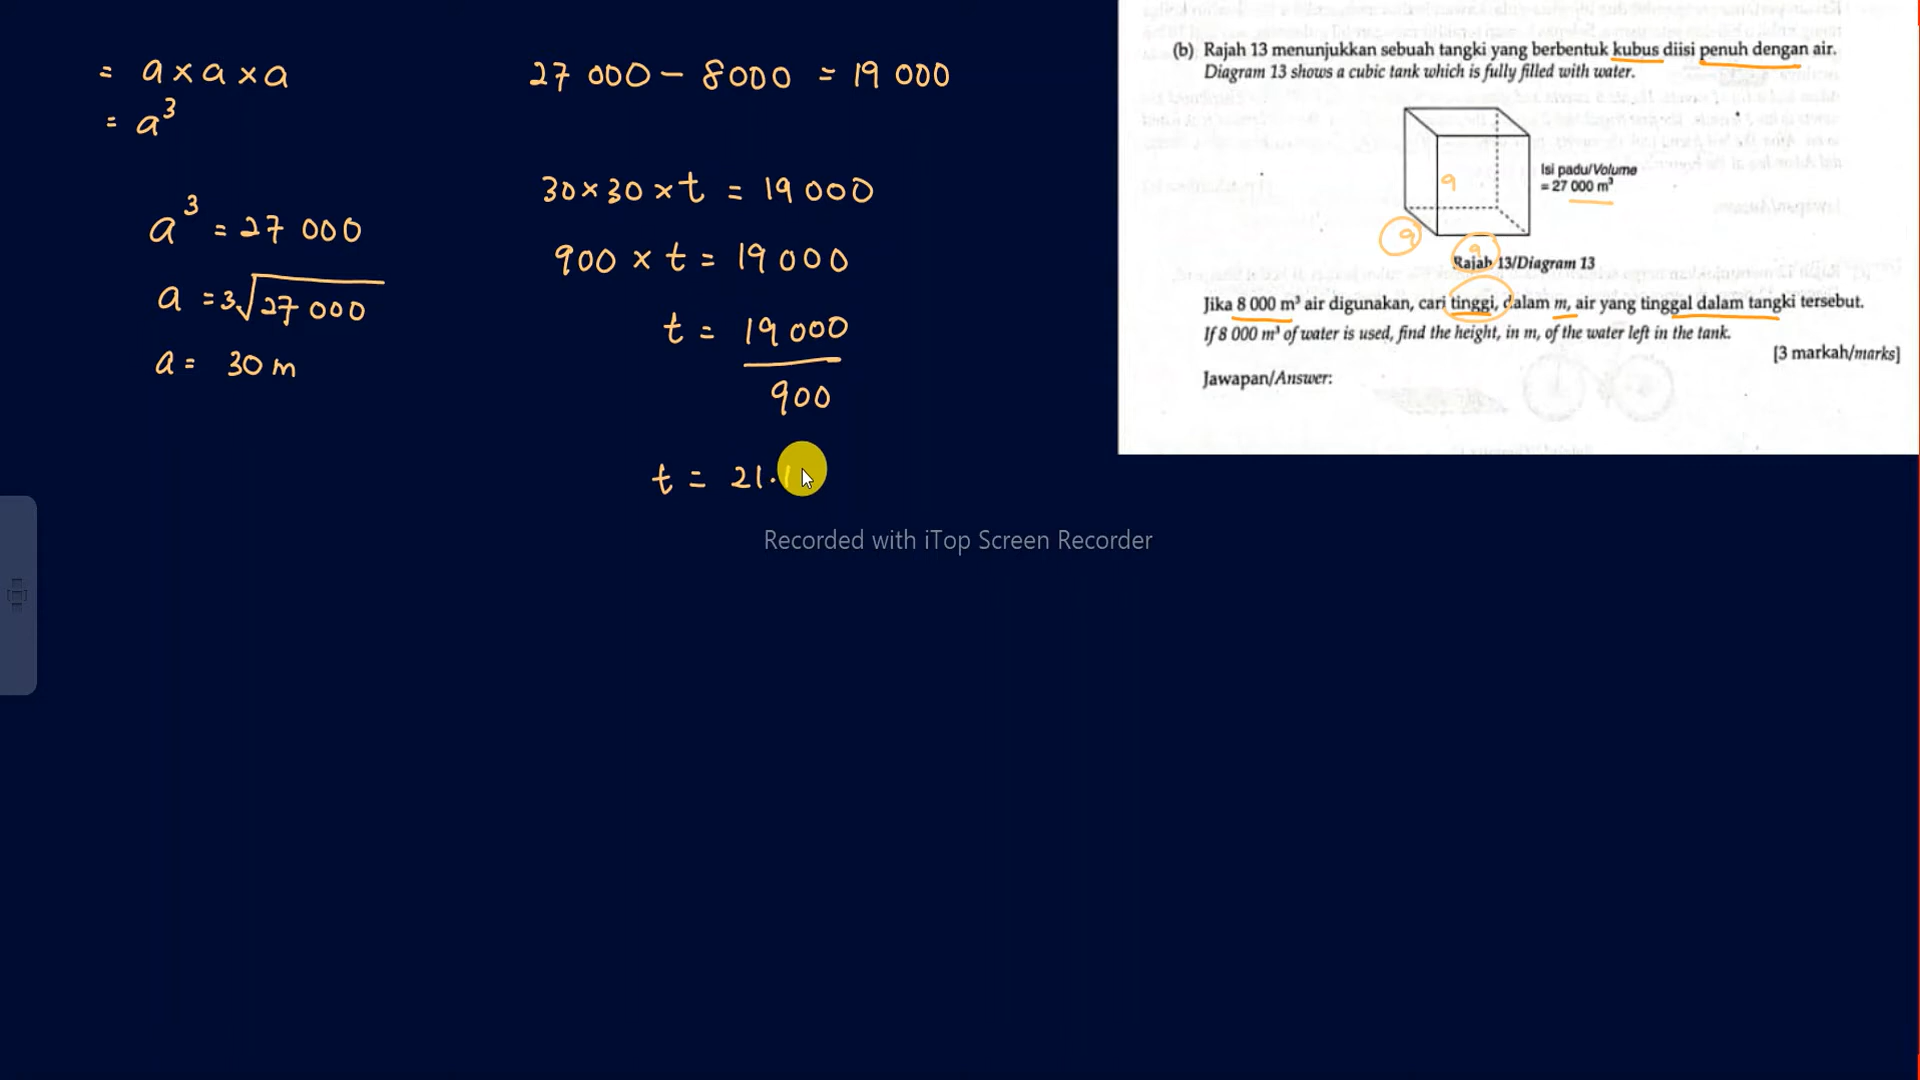 = a × a × a
= a³
a³ = 27 000
a = ³√27 000
a = 30 m
27 000 − 8000 = 19 000
30 × 30 × t = 19 000
900 × t = 19 000
t = 19 000
900
t = 21.1
(b) Rajah 13 menunjukkan sebuah tangki yang berbentuk kubus diisi penuh dengan air.
Diagram 13 shows a cubic tank which is fully filled with water.
a
Isi padu/Volume
= 27 000 m³
a
a
Rajah 13/Diagram 13
Jika 8 000 m³ air digunakan, cari tinggi, dalam m, air yang tinggal dalam tangki tersebut.
If 8 000 m³ of water is used, find the height, in m, of the water left in the tank.
[3 markah/marks]
Jawapan/Answer:
Recorded with iTop Screen Recorder